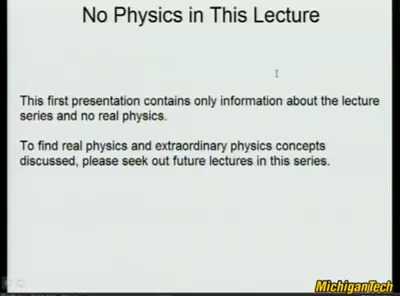 No Physics in This Lecture
This first presentation contains only information about the lecture
series and no real physics.
To find real physics and extraordinary physics concepts
discussed, please seek out future lectures in this series.
MichiganTech